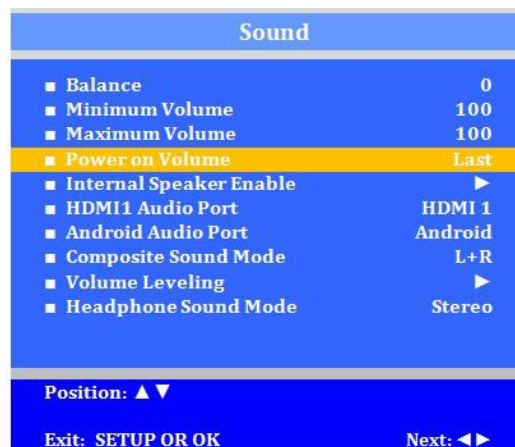 Sound
■ Balance 0
■ Minimum Volume 100
■ Maximum Volume 100
■ Power on Volume Last
■ Internal Speaker Enable ►
■ HDMI1 Audio Port HDMI 1
■ Android Audio Port Android
■ Composite Sound Mode L+R
■ Volume Leveling ►
■ Headphone Sound Mode Stereo
Position: ▲▼
Exit: SETUP OR OK Next: ◄►